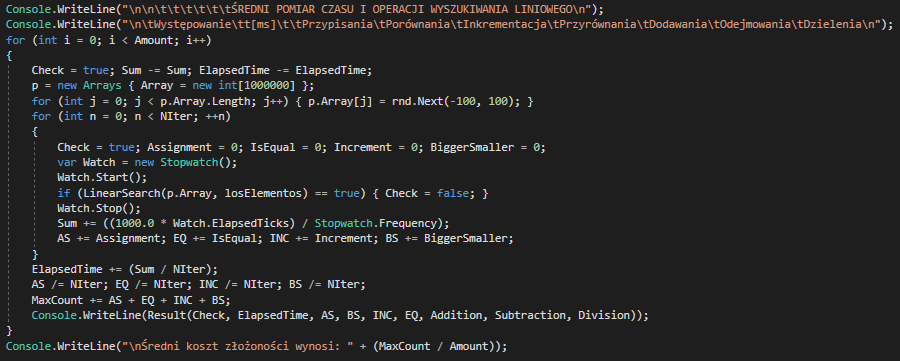 Console.WriteLine("\n\n\t\t\t\t\t\tŚREDNI POMIAR CZASU I OPERACJI WYSZUKIWANIA LINIOWEGO\n");
Console.WriteLine("\n\tWystępowanie\tt[ms]\t\tPrzypisania\tPorównania\tInkrementacja\tPrzyrównania\tDodawania\tOdejmowania\tDzielenia\n");
for (int i = 0; i < Amount; i++)
{
Check = true; Sum -= Sum; ElapsedTime -= ElapsedTime;
p = new Arrays { Array = new int[1000000] };
for (int j = 0; j < p.Array.Length; j++) { p.Array[j] = rnd.Next(-100, 100); }
for (int n = 0; n < NIter; ++n)
{
Check = true; Assignment = 0; IsEqual = 0; Increment = 0; BiggerSmaller = 0;
var Watch = new Stopwatch();
Watch.Start();
if (LinearSearch(p.Array, losElementos) == true) { Check = false; }
Watch.Stop();
Sum += ((1000.0 * Watch.ElapsedTicks) / Stopwatch.Frequency);
AS += Assignment; EQ += IsEqual; INC += Increment; BS += BiggerSmaller;
}
ElapsedTime += (Sum / NIter);
AS /= NIter; EQ /= NIter; INC /= NIter; BS /= NIter;
MaxCount += AS + EQ + INC + BS;
Console.WriteLine(Result(Check, ElapsedTime, AS, BS, INC, EQ, Addition, Subtraction, Division));
}
Console.WriteLine("\nŚredni koszt złożoności wynosi: " + (MaxCount / Amount));